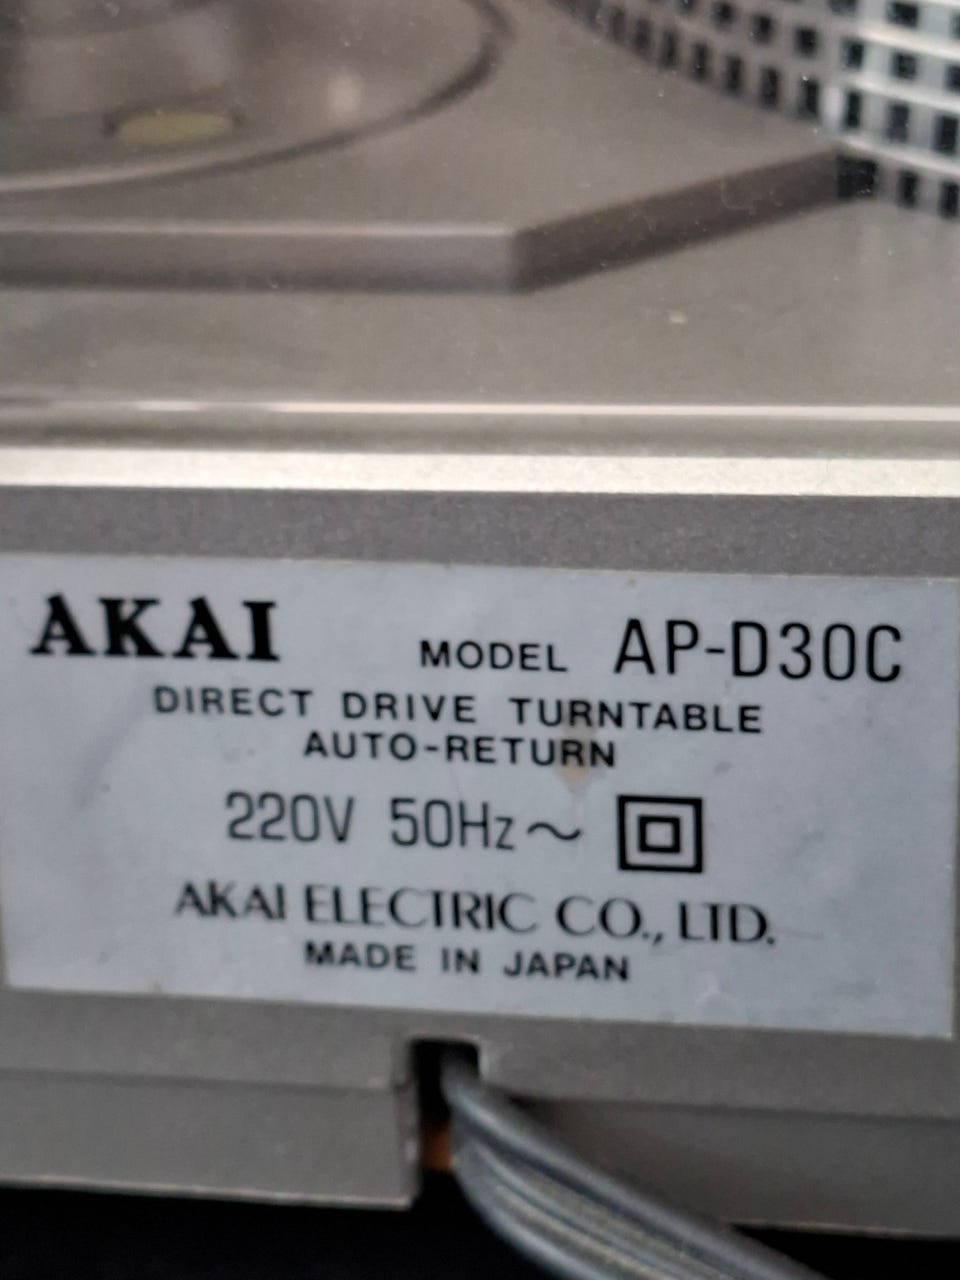 AKAI MODEL AP-D30C
DIRECT DRIVE TURNTABLE
AUTO-RETURN
220V 50Hz~
AKAI ELECTRIC CO., LTD.
MADE IN JAPAN